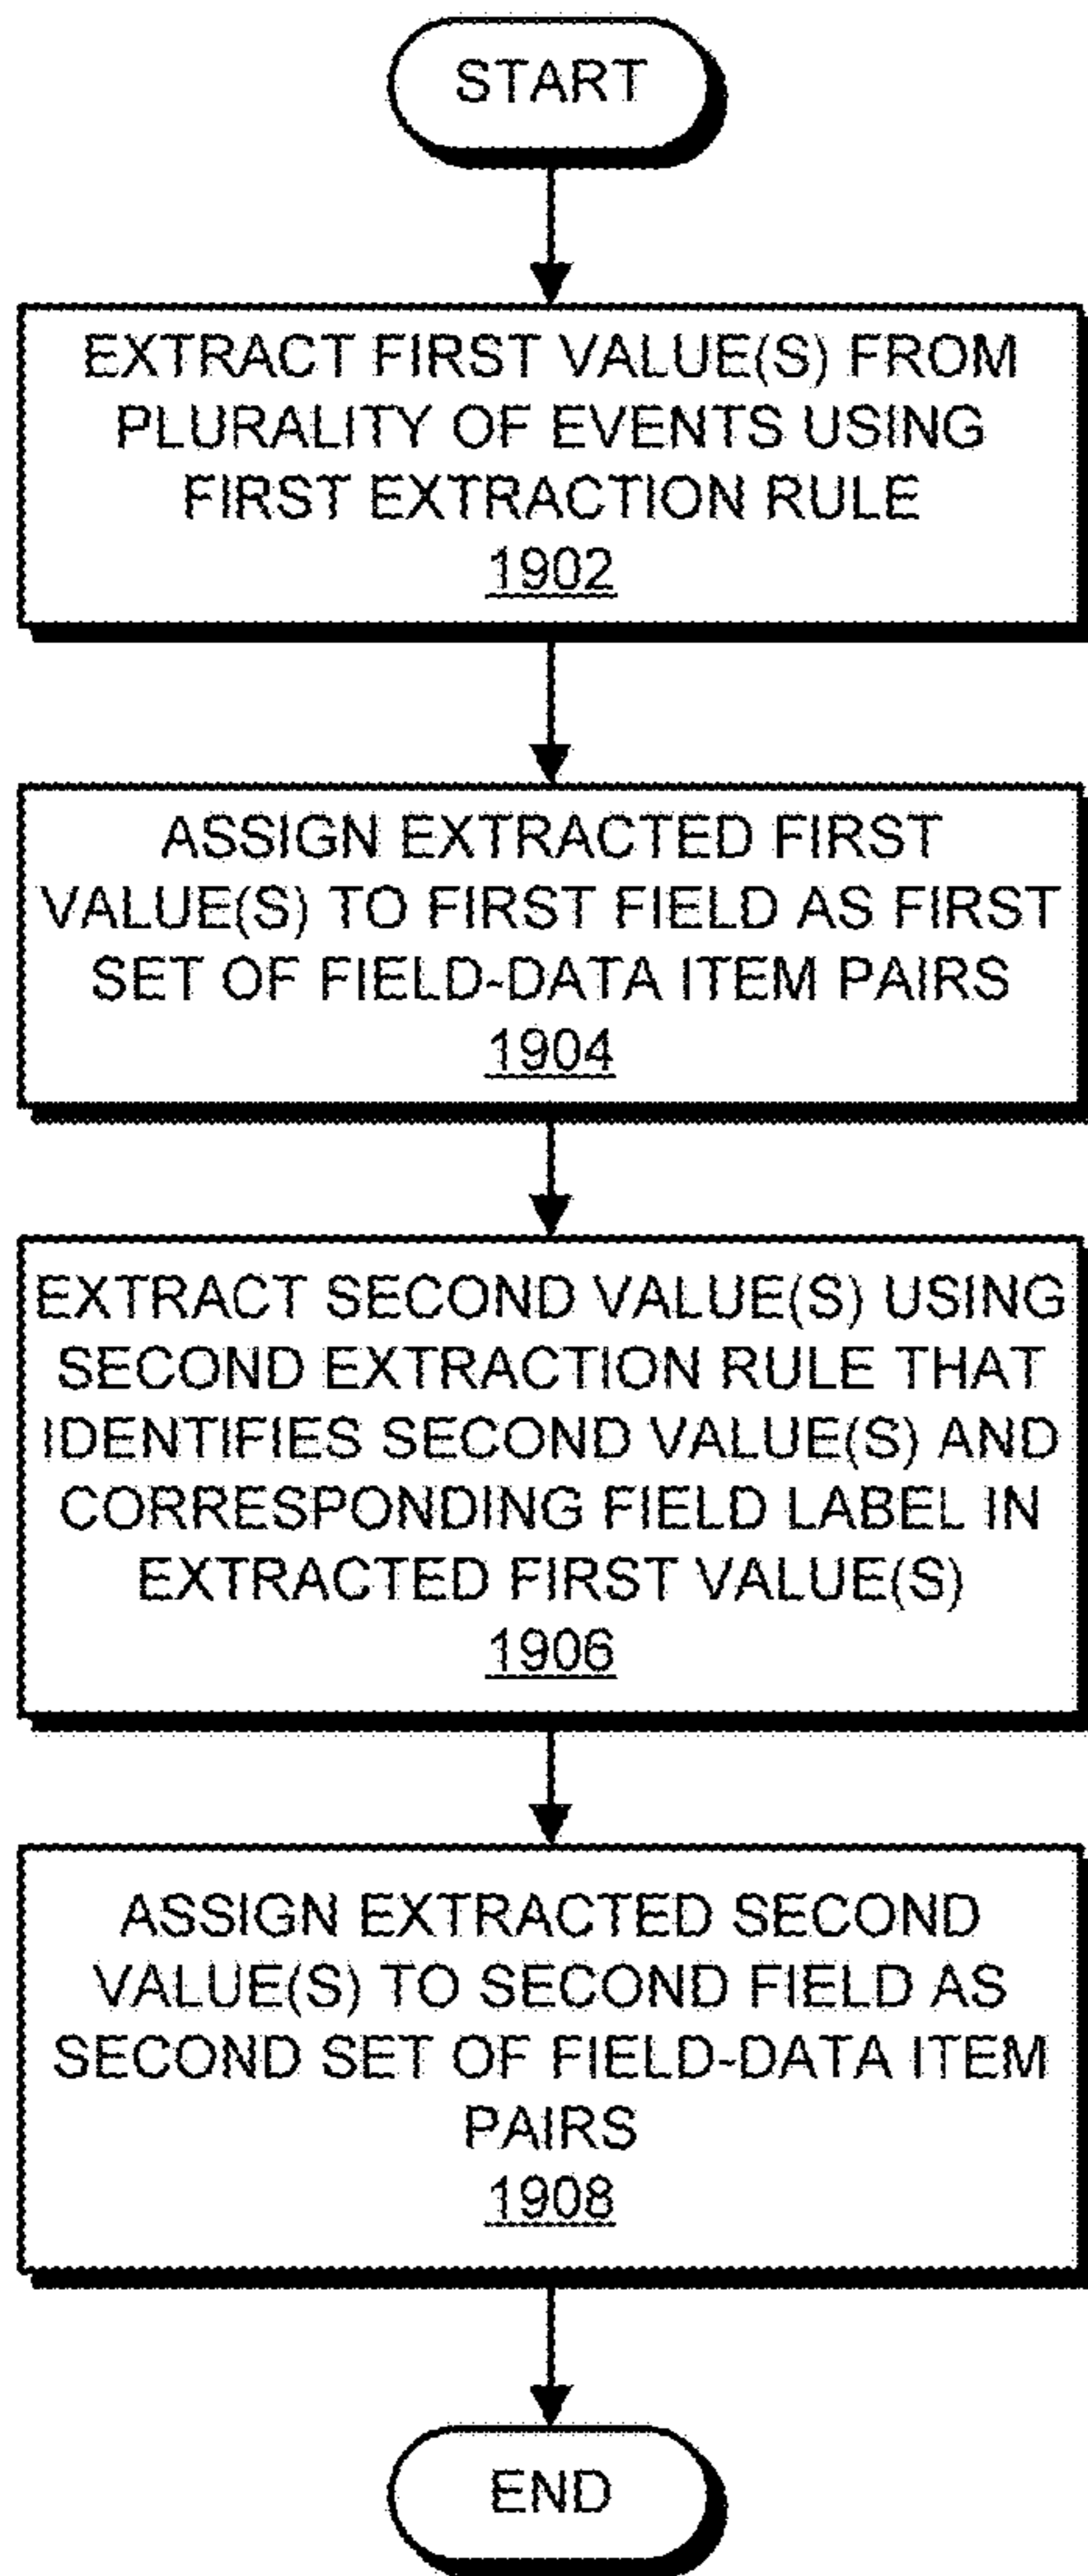 START
EXTRACT FIRST VALUE(S) FROM
PLURALITY OF EVENTS USING
FIRST EXTRACTION RULE
1902
ASSIGN EXTRACTED FIRST
VALUE(S) TO FIRST FIELD AS FIRST
SET OF FIELD-DATA ITEM PAIRS
1904
EXTRACT SECOND VALUE(S) USING
SECOND EXTRACTION RULE THAT
IDENTIFIES SECOND VALUE(S) AND
CORRESPONDING FIELD LABEL IN
EXTRACTED FIRST VALUE(S)
1906
ASSIGN EXTRACTED SECOND
VALUE(S) TO SECOND FIELD AS
SECOND SET OF FIELD-DATA ITEM
PAIRS
1908
END